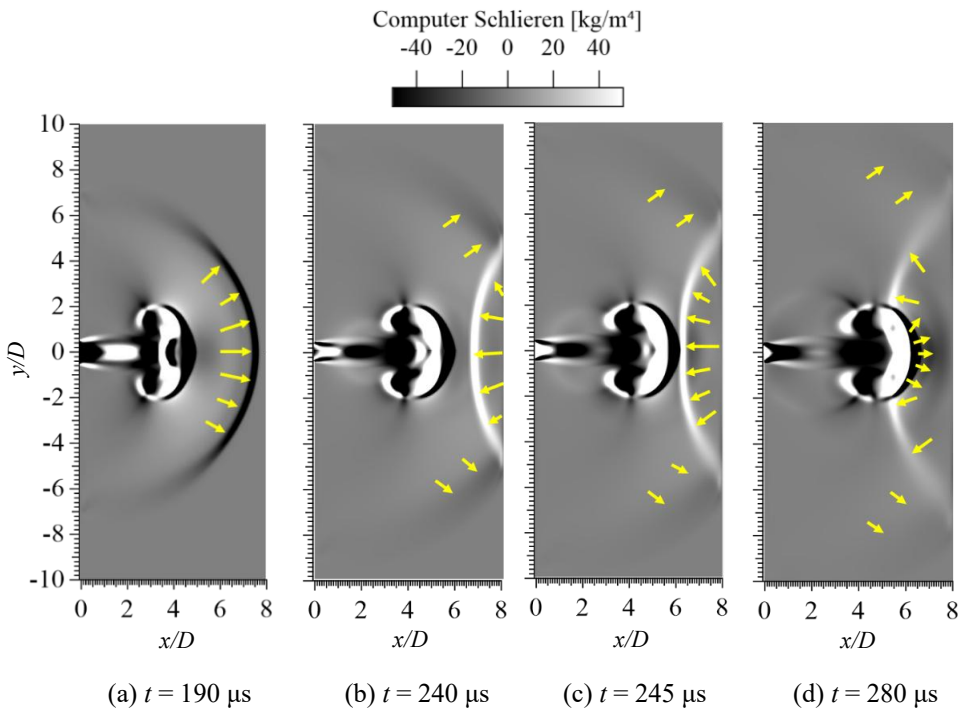 Computer Schlieren [kg/m⁴]
-40 -20 0 20 40
10
8
6
4
2
0
-2
-4
-6
-8
-10
y/D
0 2 4 6 8
0 2 4 6 8
0 2 4 6 8
0 2 4 6 8
x/D
x/D
x/D
x/D
(a) t = 190 μs
(b) t = 240 μs
(c) t = 245 μs
(d) t = 280 μs